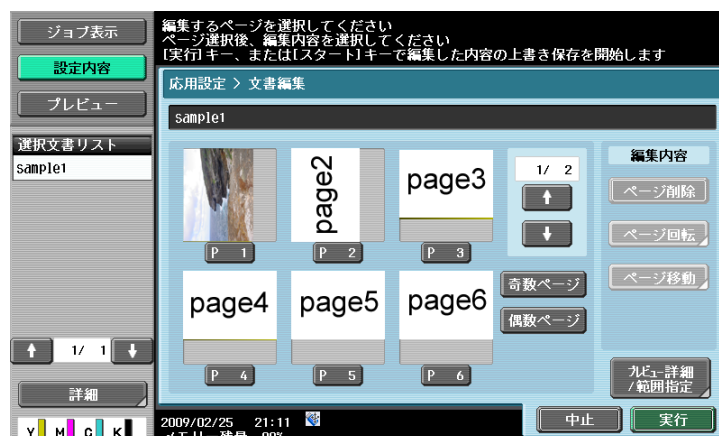 ジョブ表示
設定内容
プレビュー
選択文書リスト
sample1
1/ 1
詳細
Y M C K
編集するページを選択してください
ページ選択後、編集内容を選択してください
[実行]キー、または[スタート]キーで編集した内容の上書き保存を開始します
応用設定 > 文書編集
sample1
page2
page3
P 1
P 2
P 3
page4
page5
page6
P 4
P 5
P 6
1/ 2
奇数ページ
偶数ページ
編集内容
ページ削除
ページ回転
ページ移動
プレビュー詳細
/範囲指定
2009/02/25 21:11
メモリー残量 99%
中止
実行